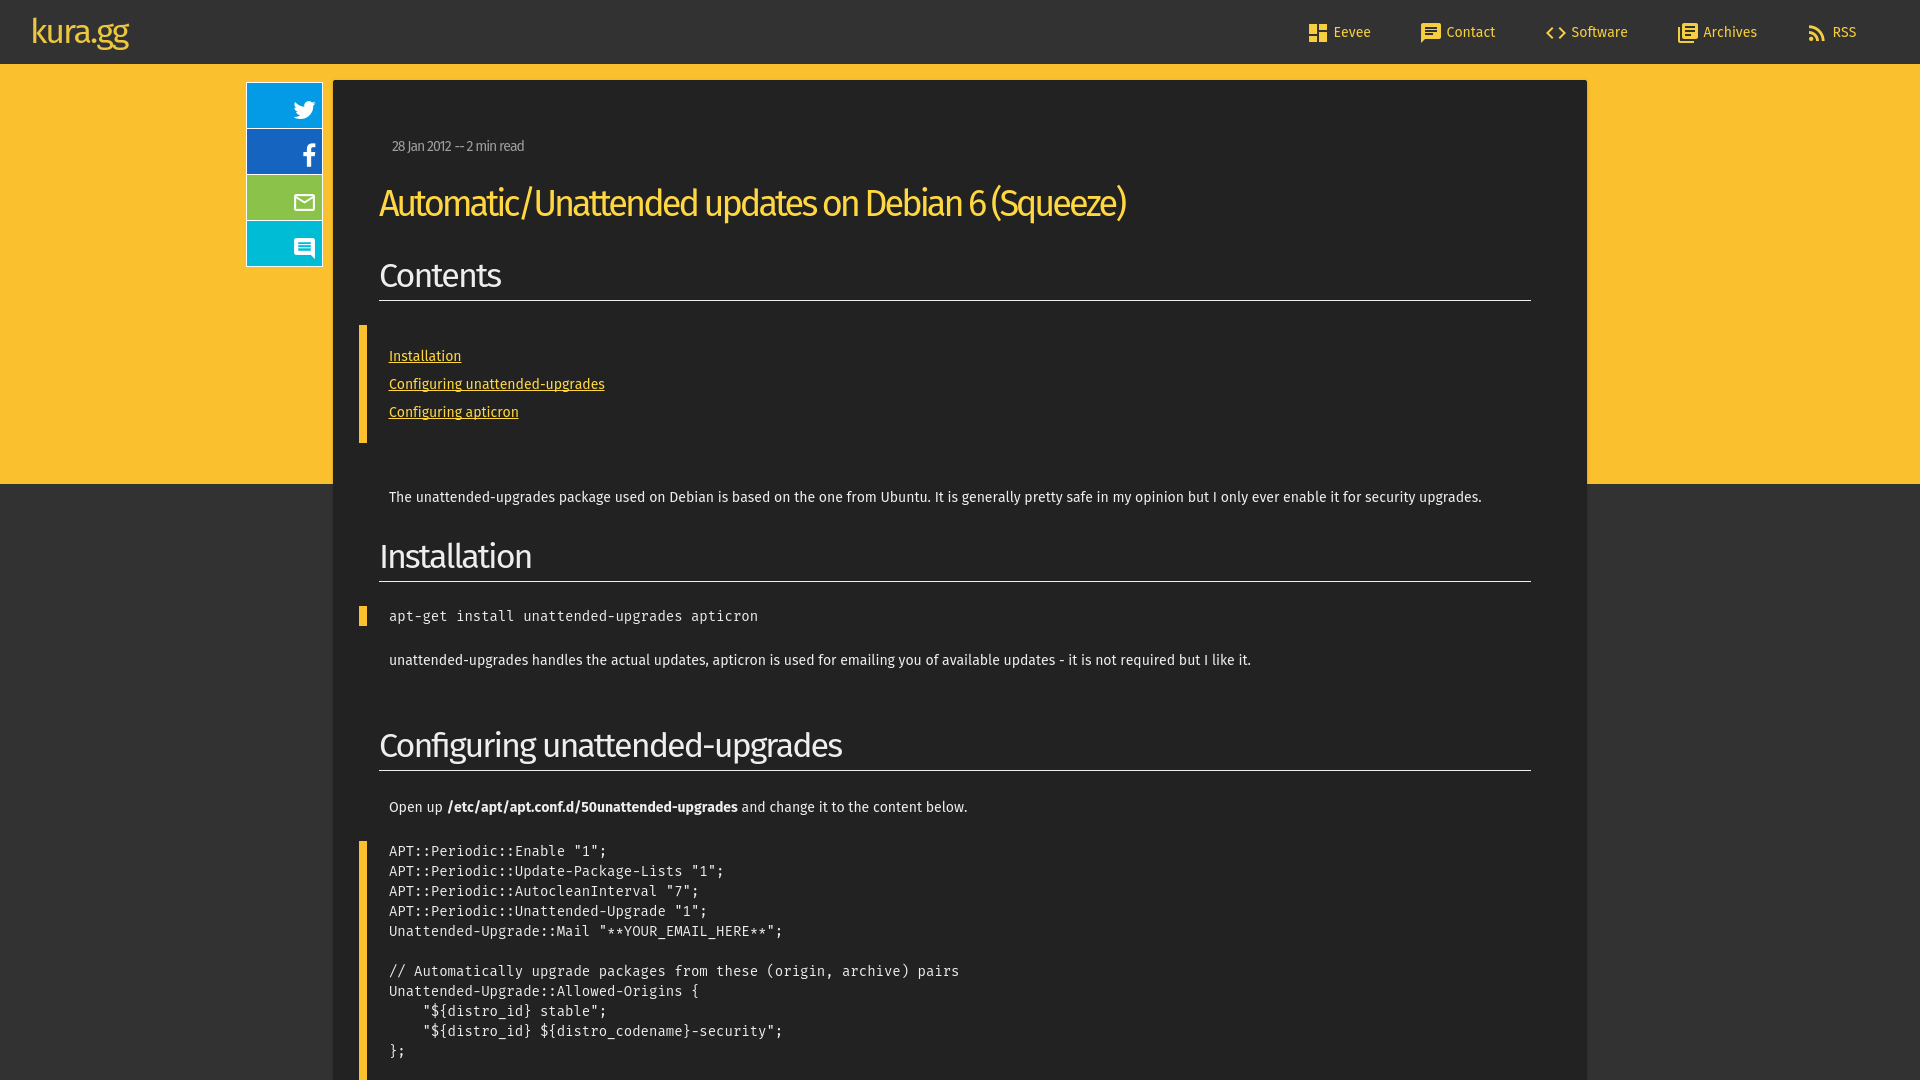 kura.gg
Eevee
Contact
Software
Archives
RSS
28 Jan 2012 -- 2 min read
Automatic/Unattended updates on Debian 6 (Squeeze)
Contents
Installation
Configuring unattended-upgrades
Configuring apticron
The unattended-upgrades package used on Debian is based on the one from Ubuntu. It is generally pretty safe in my opinion but I only ever enable it for security upgrades.
Installation
apt-get install unattended-upgrades apticron
unattended-upgrades handles the actual updates, apticron is used for emailing you of available updates - it is not required but I like it.
Configuring unattended-upgrades
Open up /etc/apt/apt.conf.d/50unattended-upgrades and change it to the content below.
APT::Periodic::Enable "1";
APT::Periodic::Update-Package-Lists "1";
APT::Periodic::AutocleanInterval "7";
APT::Periodic::Unattended-Upgrade "1";
Unattended-Upgrade::Mail "**YOUR_EMAIL_HERE**";
// Automatically upgrade packages from these (origin, archive) pairs
Unattended-Upgrade::Allowed-Origins {
    "${distro_id} stable";
    "${distro_id} ${distro_codename}-security";
};